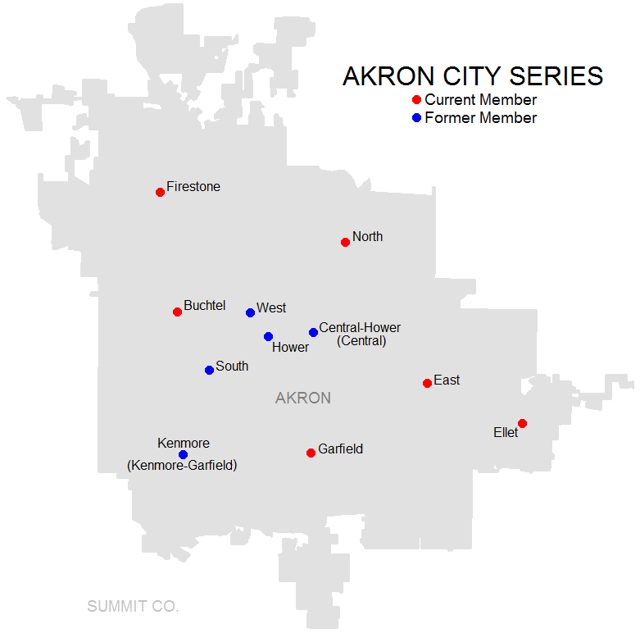 AKRON CITY SERIES
Current Member
Former Member
Firestone
North
Buchtel
West
Central-Hower
(Central)
Hower
South
East
AKRON
Ellet
Kenmore
(Kenmore-Garfield)
Garfield
SUMMIT CO.